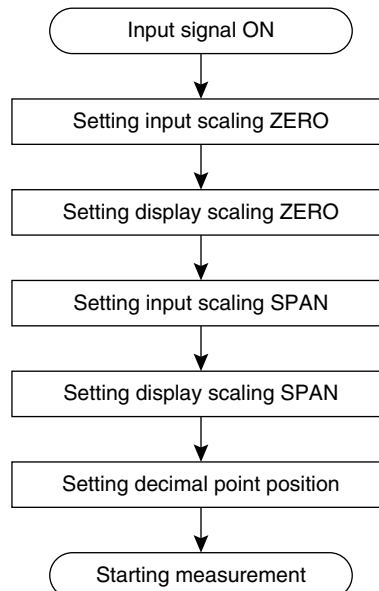 Input signal ON
Setting input scaling ZERO
Setting display scaling ZERO
Setting input scaling SPAN
Setting display scaling SPAN
Setting decimal point position
Starting measurement